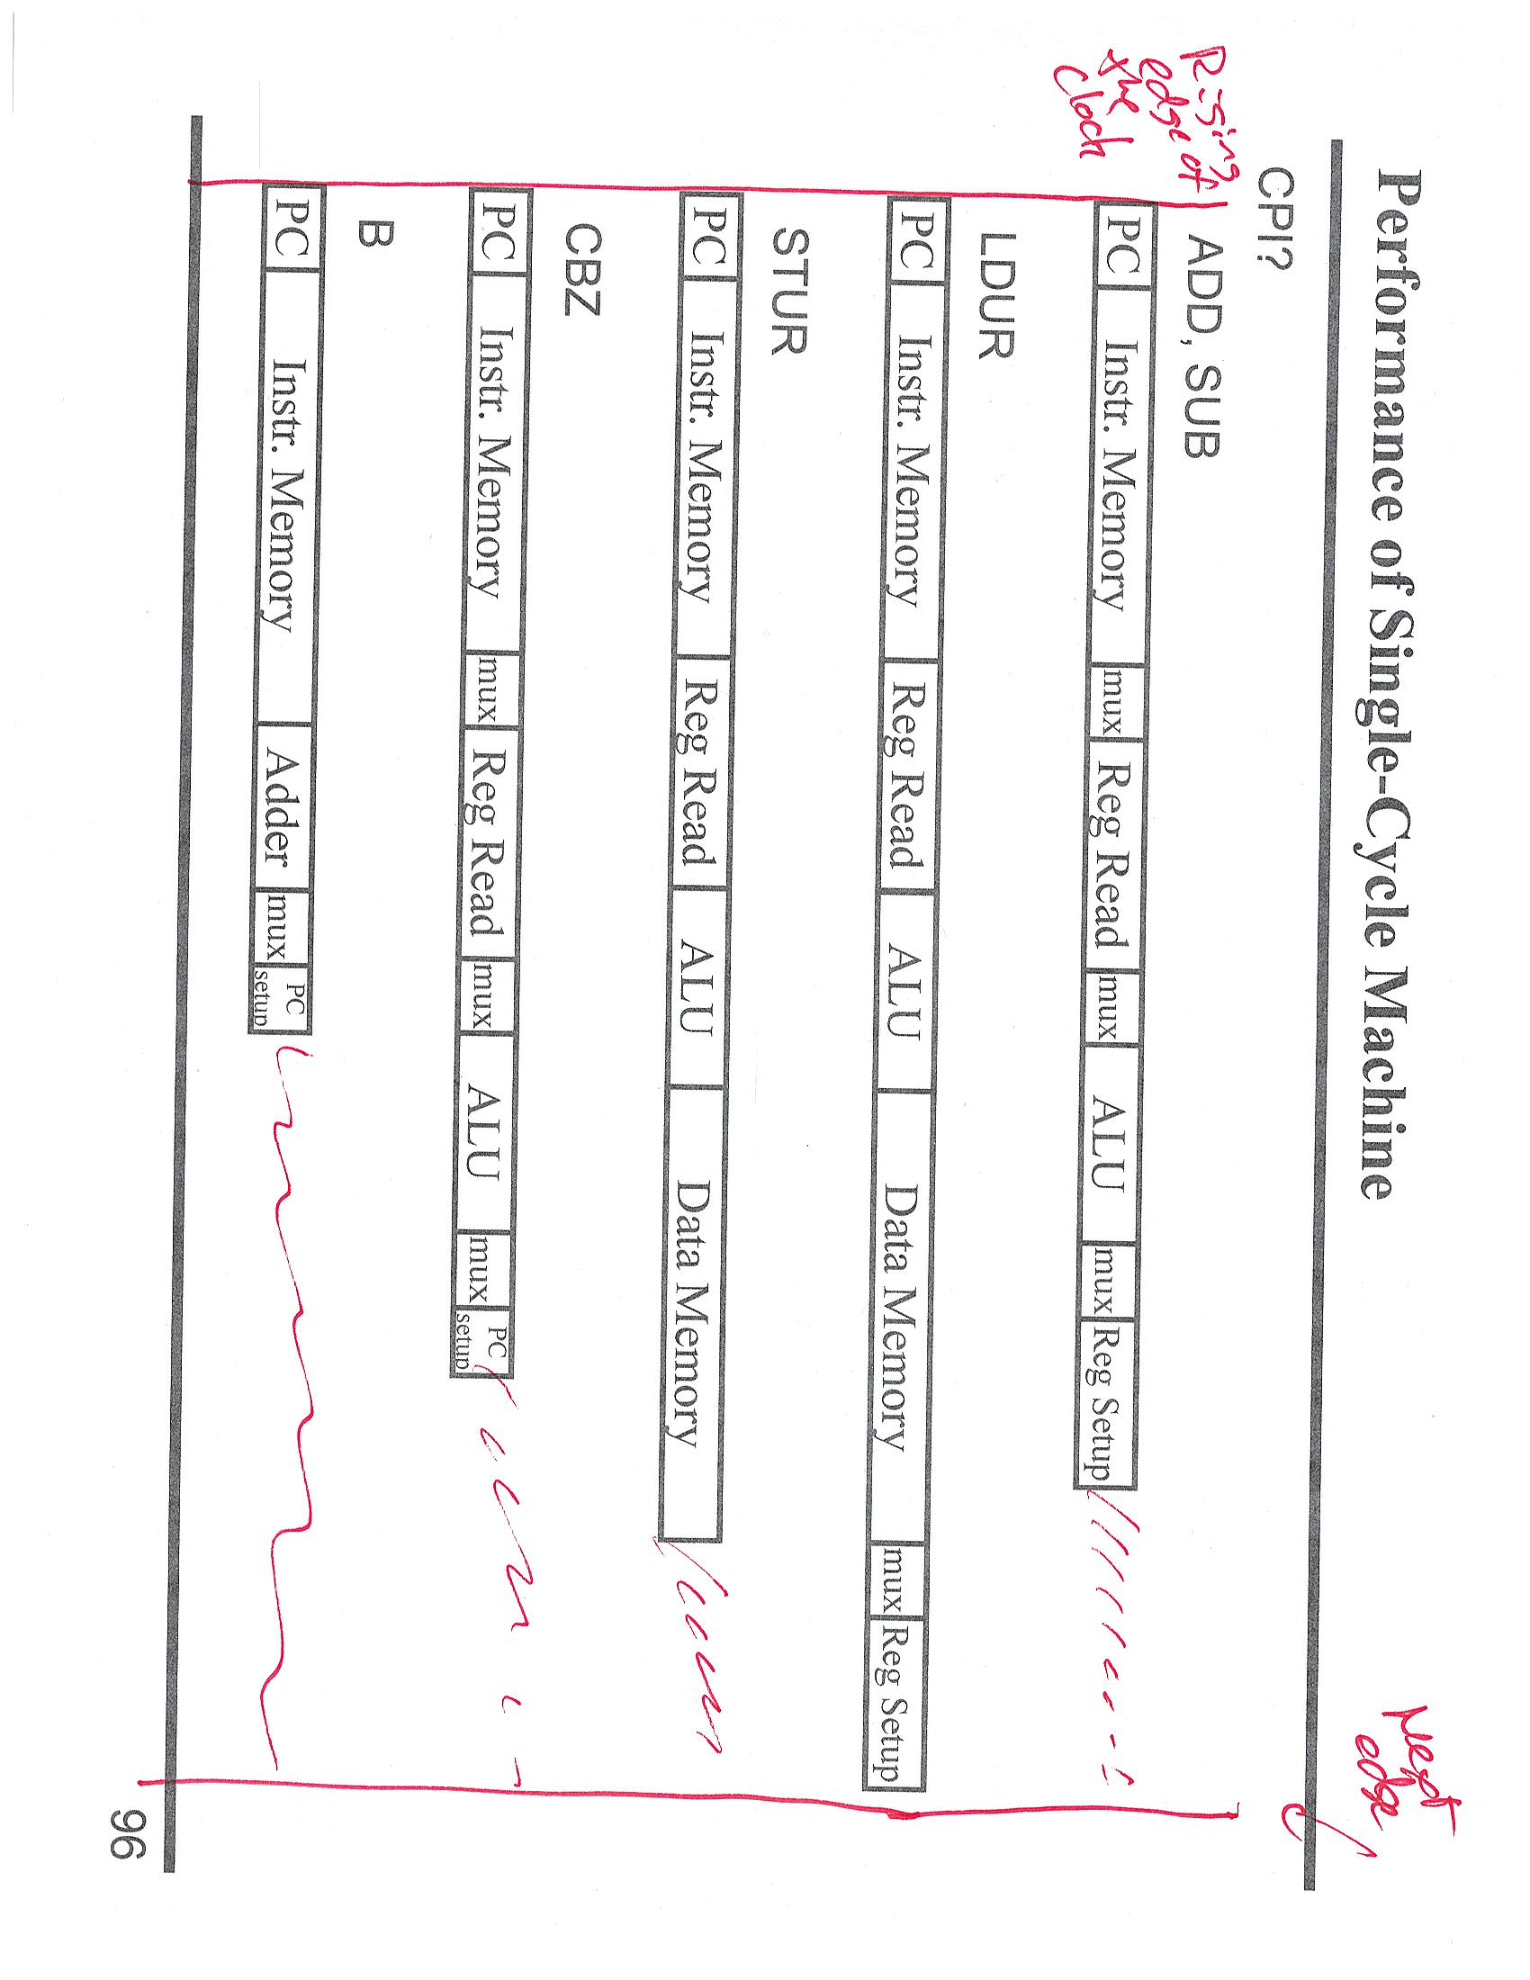 Performance of Single-Cycle Machine
Next
edge
CPI?
Rising
edge of
the
Clock
ADD, SUB
PC Instr. Memory mux Reg Read mux ALU mux Reg Setup
LDUR
PC Instr. Memory Reg Read ALU Data Memory mux Reg Setup
STUR
PC Instr. Memory Reg Read ALU Data Memory
CBZ
PC Instr. Memory mux Reg Read mux ALU mux PC setup
B
PC Instr. Memory Adder mux PC setup
96